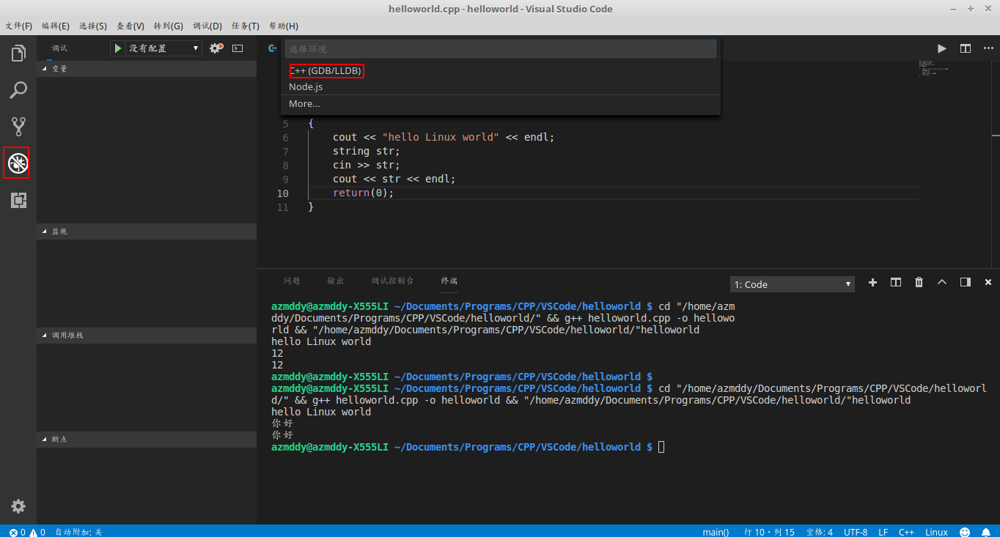 helloworld.cpp - helloworld - Visual Studio Code
文件(F) 编辑(E) 选择(S) 查看(V) 转到(G) 调试(D) 任务(T) 帮助(H)
调试 没有配置
选择环境
C++ (GDB/LLDB)
Node.js
More...
变量
监视
调用堆栈
断点
5 {
6 cout << "hello Linux world" << endl;
7 string str;
8 cin >> str;
9 cout << str << endl;
10 return(0);
11 }
问题 输出 调试控制台 终端 1: Code
azmddy@azmddy-X555LI ~/Documents/Programs/CPP/VSCode/helloworld $ cd "/home/azm
ddy/Documents/Programs/CPP/VSCode/helloworld/" && g++ helloworld.cpp -o hellowo
rld && "/home/azmddy/Documents/Programs/CPP/VSCode/helloworld/"helloworld
hello Linux world
12
12
azmddy@azmddy-X555LI ~/Documents/Programs/CPP/VSCode/helloworld $
azmddy@azmddy-X555LI ~/Documents/Programs/CPP/VSCode/helloworld $ cd "/home/azmddy/Documents/Programs/CPP/VSCode/helloworl
d/" && g++ helloworld.cpp -o helloworld && "/home/azmddy/Documents/Programs/CPP/VSCode/helloworld/"helloworld
hello Linux world
你好
你好
azmddy@azmddy-X555LI ~/Documents/Programs/CPP/VSCode/helloworld $
0 0 自动附加: 关 main() 行 10，列 15 空格: 4 UTF-8 LF C++ Linux